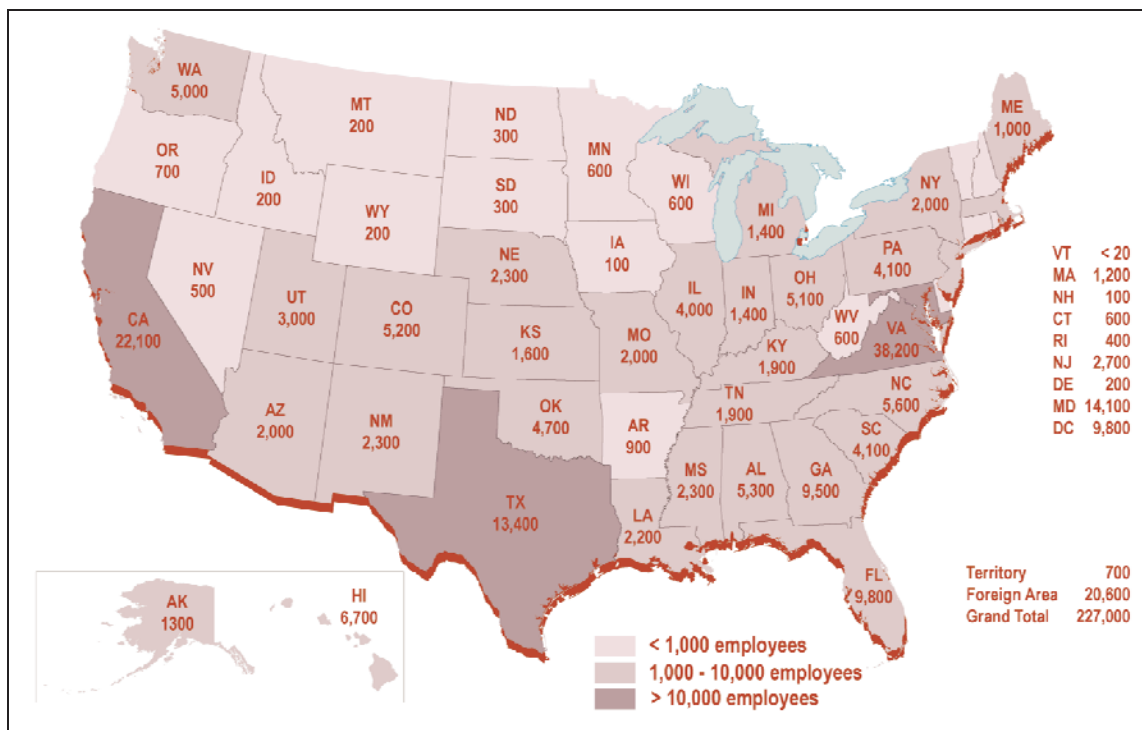 WA
5,000
MT
200
ND
300
MN
600
ME
1,000
OR
700
ID
200
SD
300
WI
600
NY
2,000
WY
200
MI
1,400
IA
100
NE
2,300
PA
4,100
NV
500
UT
3,000
CO
5,200
IL
4,000
IN
1,400
OH
5,100
CA
22,100
KS
1,600
MO
2,000
WV
600
VA
38,200
KY
1,900
AZ
2,000
NM
2,300
OK
4,700
AR
900
TN
1,900
NC
5,600
SC
4,100
TX
13,400
LA
2,200
MS
2,300
AL
5,300
GA
9,500
FL
9,800
VT < 20
MA 1,200
NH 100
CT 600
RI 400
NJ 2,700
DE 200
MD 14,100
DC 9,800
AK
1300
HI
6,700
Territory 700
Foreign Area 20,600
Grand Total 227,000
< 1,000 employees
1,000 - 10,000 employees
> 10,000 employees